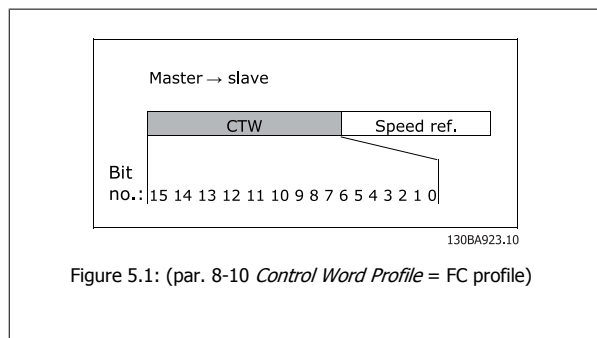 Master → slave
CTW Speed ref.
Bit
no.: 15 14 13 12 11 10 9 8 7 6 5 4 3 2 1 0
130BA923.10
Figure 5.1: (par. 8-10 Control Word Profile = FC profile)